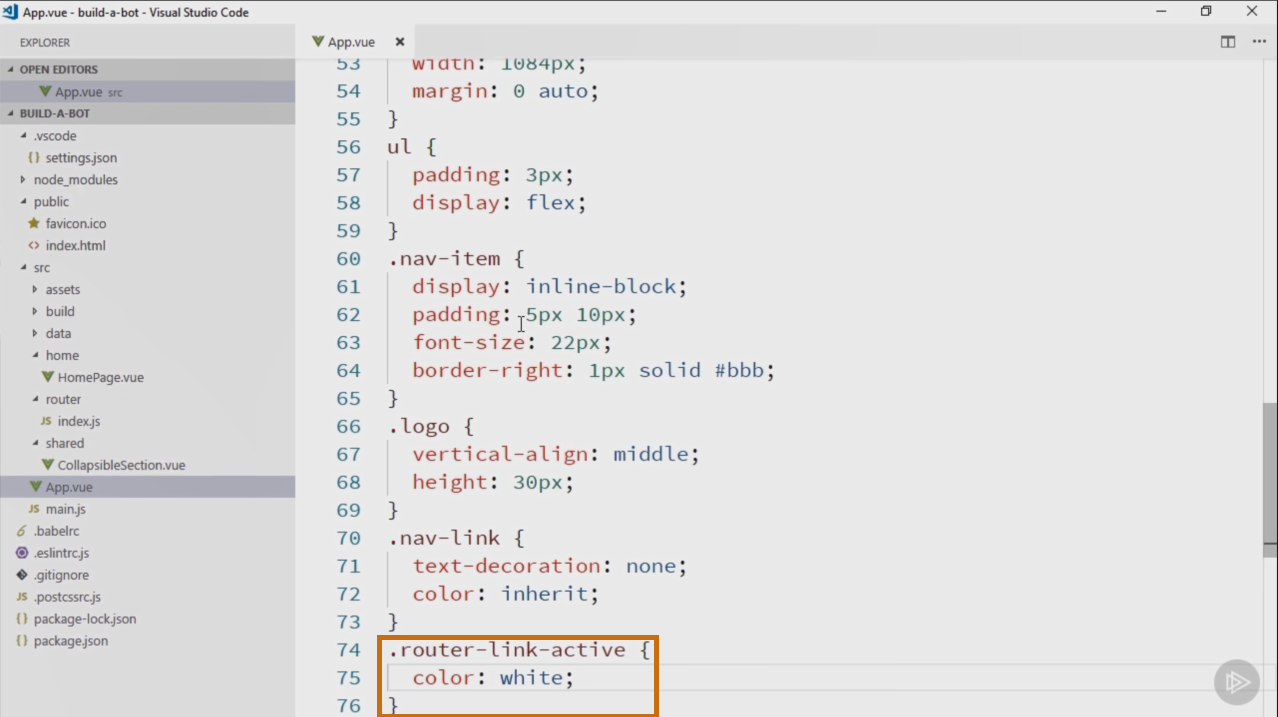 App.vue - build-a-bot - Visual Studio Code
EXPLORER
OPEN EDITORS
App.vue src
BUILD-A-BOT
.vscode
{} settings.json
node_modules
public
favicon.ico
<> index.html
src
assets
build
data
home
HomePage.vue
router
JS index.js
shared
CollapsibleSection.vue
App.vue
JS main.js
.babelrc
.eslintrc.js
.gitignore
JS .postcssrc.js
{} package-lock.json
{} package.json
App.vue
53 width: 1084px;
54 margin: 0 auto;
55 }
56 ul {
57 padding: 3px;
58 display: flex;
59 }
60 .nav-item {
61 display: inline-block;
62 padding: 5px 10px;
63 font-size: 22px;
64 border-right: 1px solid #bbb;
65 }
66 .logo {
67 vertical-align: middle;
68 height: 30px;
69 }
70 .nav-link {
71 text-decoration: none;
72 color: inherit;
73 }
74 .router-link-active {
75 color: white;
76 }